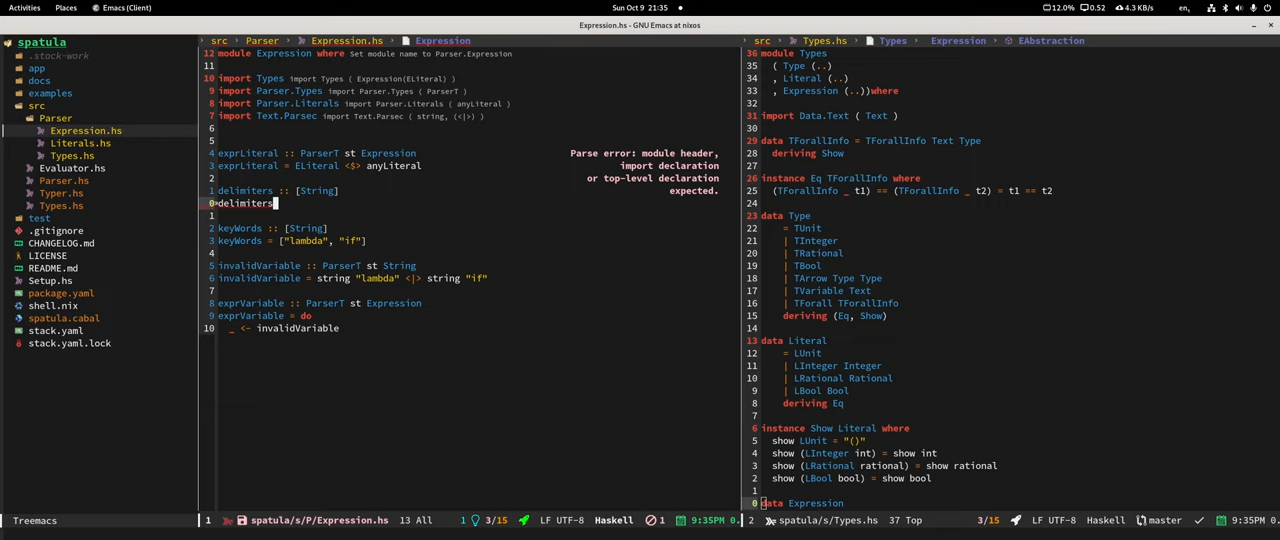 Activities Places Emacs (Client) Sun Oct 9 21:35 12.0% 0.52 4.3 KB/s en,
Expression.hs - GNU Emacs at nixos
spatula
.stack-work
app
docs
examples
src
Parser
Expression.hs
Literals.hs
Types.hs
Evaluator.hs
Parser.hs
Typer.hs
Types.hs
test
.gitignore
CHANGELOG.md
LICENSE
README.md
Setup.hs
package.yaml
shell.nix
spatula.cabal
stack.yaml
stack.yaml.lock
Treemacs
src Parser Expression.hs Expression
12 module Expression where Set module name to Parser.Expression
11
10 import Types import Types ( Expression(ELiteral) )
9 import Parser.Types import Parser.Types ( ParserT )
8 import Parser.Literals import Parser.Literals ( anyLiteral )
7 import Text.Parsec import Text.Parsec ( string, (<|>) )
6
5
4 exprLiteral :: ParserT st Expression Parse error: module header,
3 exprLiteral = ELiteral <$> anyLiteral import declaration
2 or top-level declaration
1 delimiters :: [String] expected.
0 delimiters
1
2 keyWords :: [String]
3 keyWords = ["lambda", "if"]
4
5 invalidVariable :: ParserT st String
6 invalidVariable = string "lambda" <|> string "if"
7
8 exprVariable :: ParserT st Expression
9 exprVariable = do
10 _ <- invalidVariable
1 spatula/s/P/Expression.hs 13 All 1 3/15 LF UTF-8 Haskell 1 9:35PM 0.
src Types.hs Types Expression EAbstraction
36 module Types
35 ( Type (..)
34 , Literal (..)
33 , Expression (..))where
32
31 import Data.Text ( Text )
30
29 data TForallInfo = TForallInfo Text Type
28 deriving Show
27
26 instance Eq TForallInfo where
25 (TForallInfo _ t1) == (TForallInfo _ t2) = t1 == t2
24
23 data Type
22 = TUnit
21 | TInteger
20 | TRational
19 | TBool
18 | TArrow Type Type
17 | TVariable Text
16 | TForall TForallInfo
15 deriving (Eq, Show)
14
13 data Literal
12 = LUnit
11 | LInteger Integer
10 | LRational Rational
9 | LBool Bool
8 deriving Eq
7
6 instance Show Literal where
5 show LUnit = "()"
4 show (LInteger int) = show int
3 show (LRational rational) = show rational
2 show (LBool bool) = show bool
1
0 data Expression
2 spatula/s/Types.hs 37 Top 3/15 LF UTF-8 Haskell master 9:35PM 0.